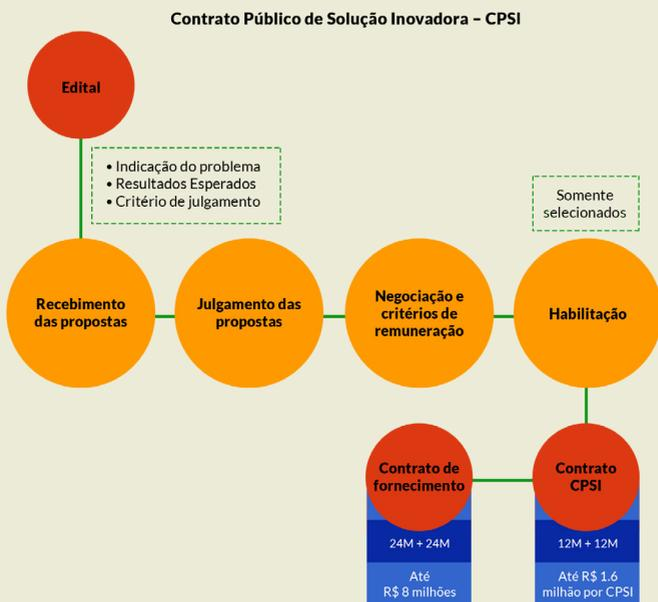 Contrato Público de Solução Inovadora – CPSI
Edital
• Indicação do problema
• Resultados Esperados
• Critério de julgamento
Somente
selecionados
Recebimento
das propostas
Julgamento das
propostas
Negociação e
critérios de
remuneração
Habilitação
Contrato de
fornecimento
Contrato
CPSI
24M + 24M
12M + 12M
Até
R$ 8 milhões
Até R$ 1.6
milhão por CPSI